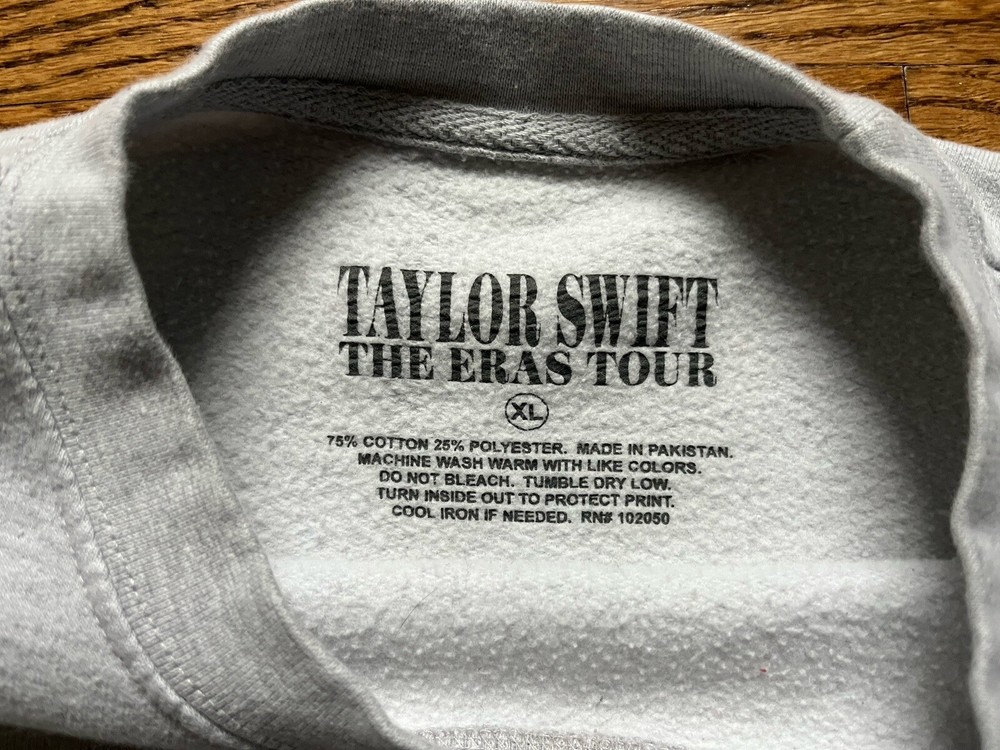 TAYLOR SWIFT
THE ERAS TOUR
XL
75% COTTON 25% POLYESTER. MADE IN PAKISTAN.
MACHINE WASH WARM WITH LIKE COLORS.
DO NOT BLEACH. TUMBLE DRY LOW.
TURN INSIDE OUT TO PROTECT PRINT.
COOL IRON IF NEEDED. RN# 102050